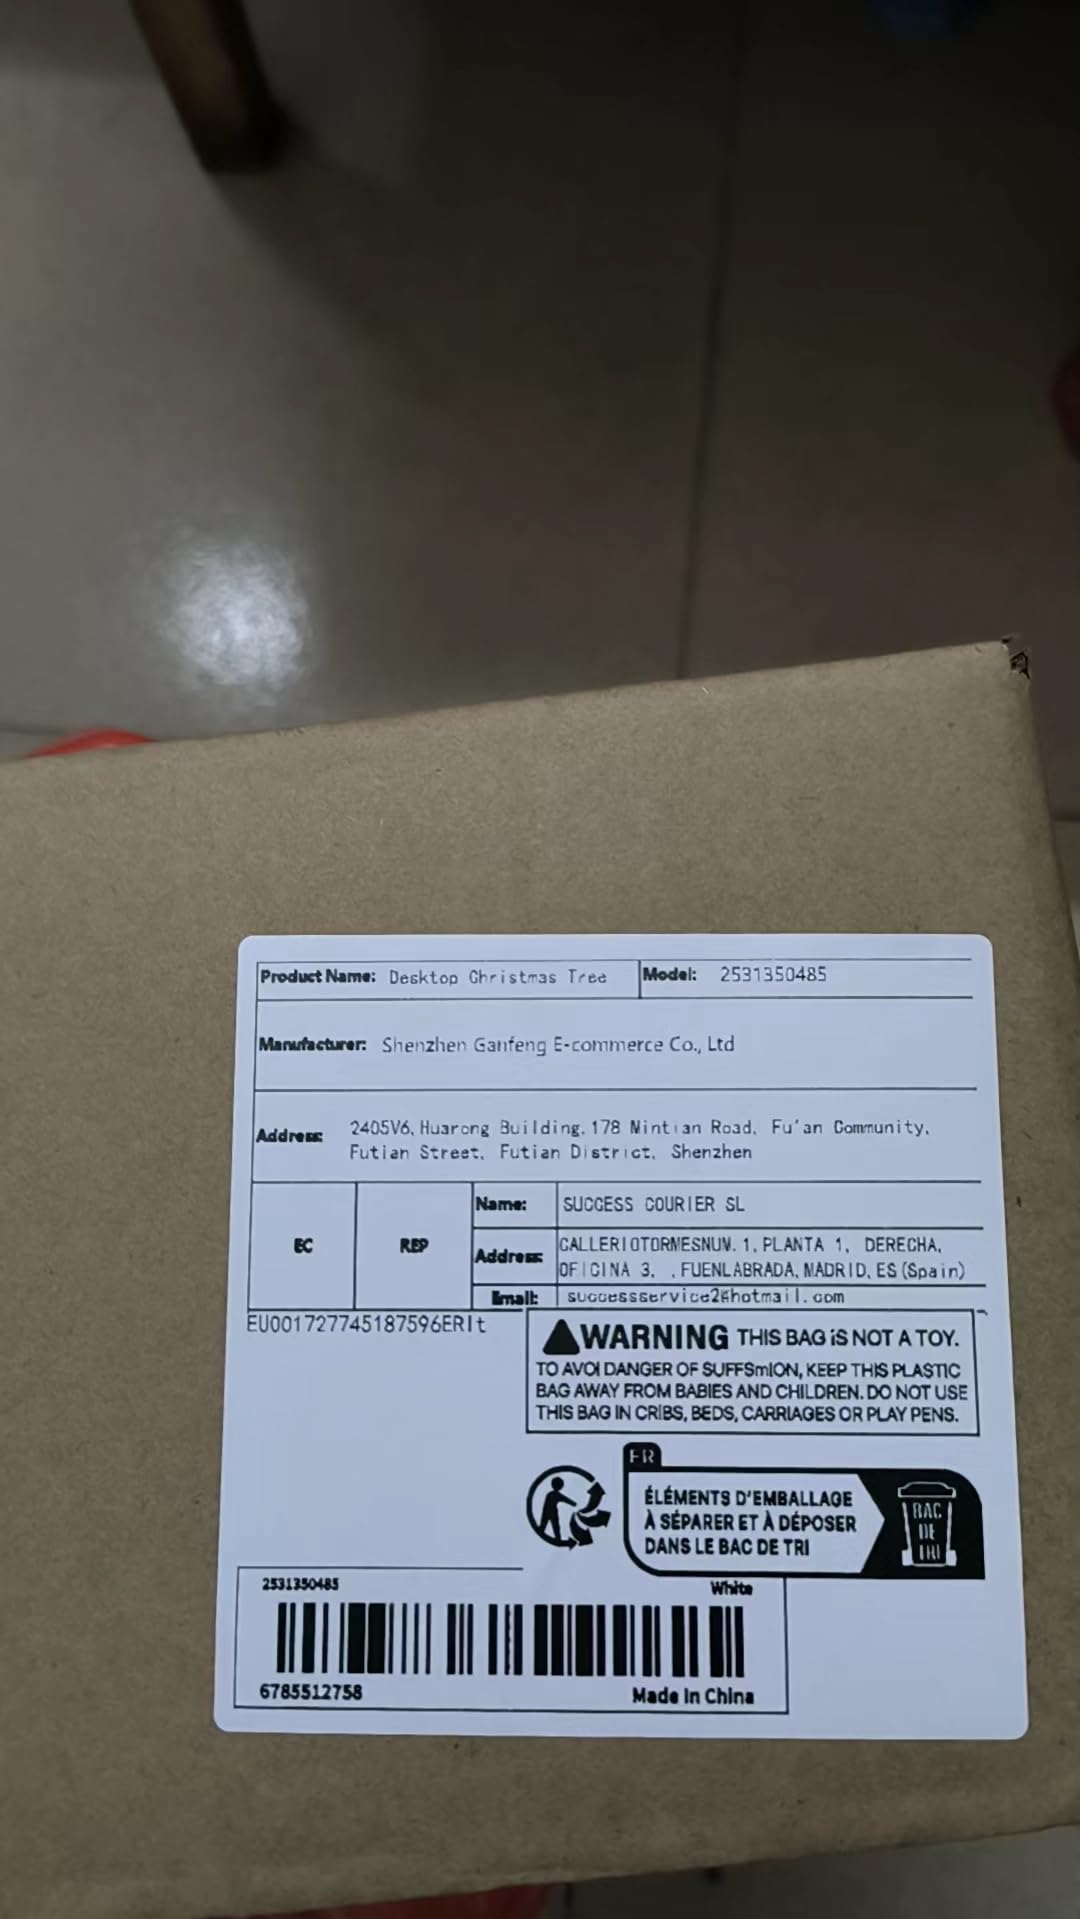 Product Name: Desktop Christmas Tree Model: 2531350485
Manufacturer: Shenzhen Ganfeng E-commerce Co., Ltd
Address: 2405V6, Huarong Building, 178 Mintian Road, Fu'an Community,
Futian Street, Futian District, Shenzhen
EC REP
Name: SUCCESS COURIER SL
Address: CALLERIOTORMESNUM. 1, PLANTA 1, DERECHA,
OFICINA 3, , FUENLABRADA, MADRID, ES (Spain)
Email: successservice2@hotmail.com
EU001727745187596ERIt
WARNING THIS BAG iS NOT A TOY.
TO AVOI DANGER OF SUFFSmION, KEEP THIS PLASTIC
BAG AWAY FROM BABIES AND CHILDREN. DO NOT USE
THIS BAG IN CRIBS, BEDS, CARRIAGES OR PLAY PENS.
FR
ÉLÉMENTS D'EMBALLAGE
À SÉPARER ET À DÉPOSER
DANS LE BAC DE TRI
BAC
DE
TRI
2531350485 White
6785512758 Made In China